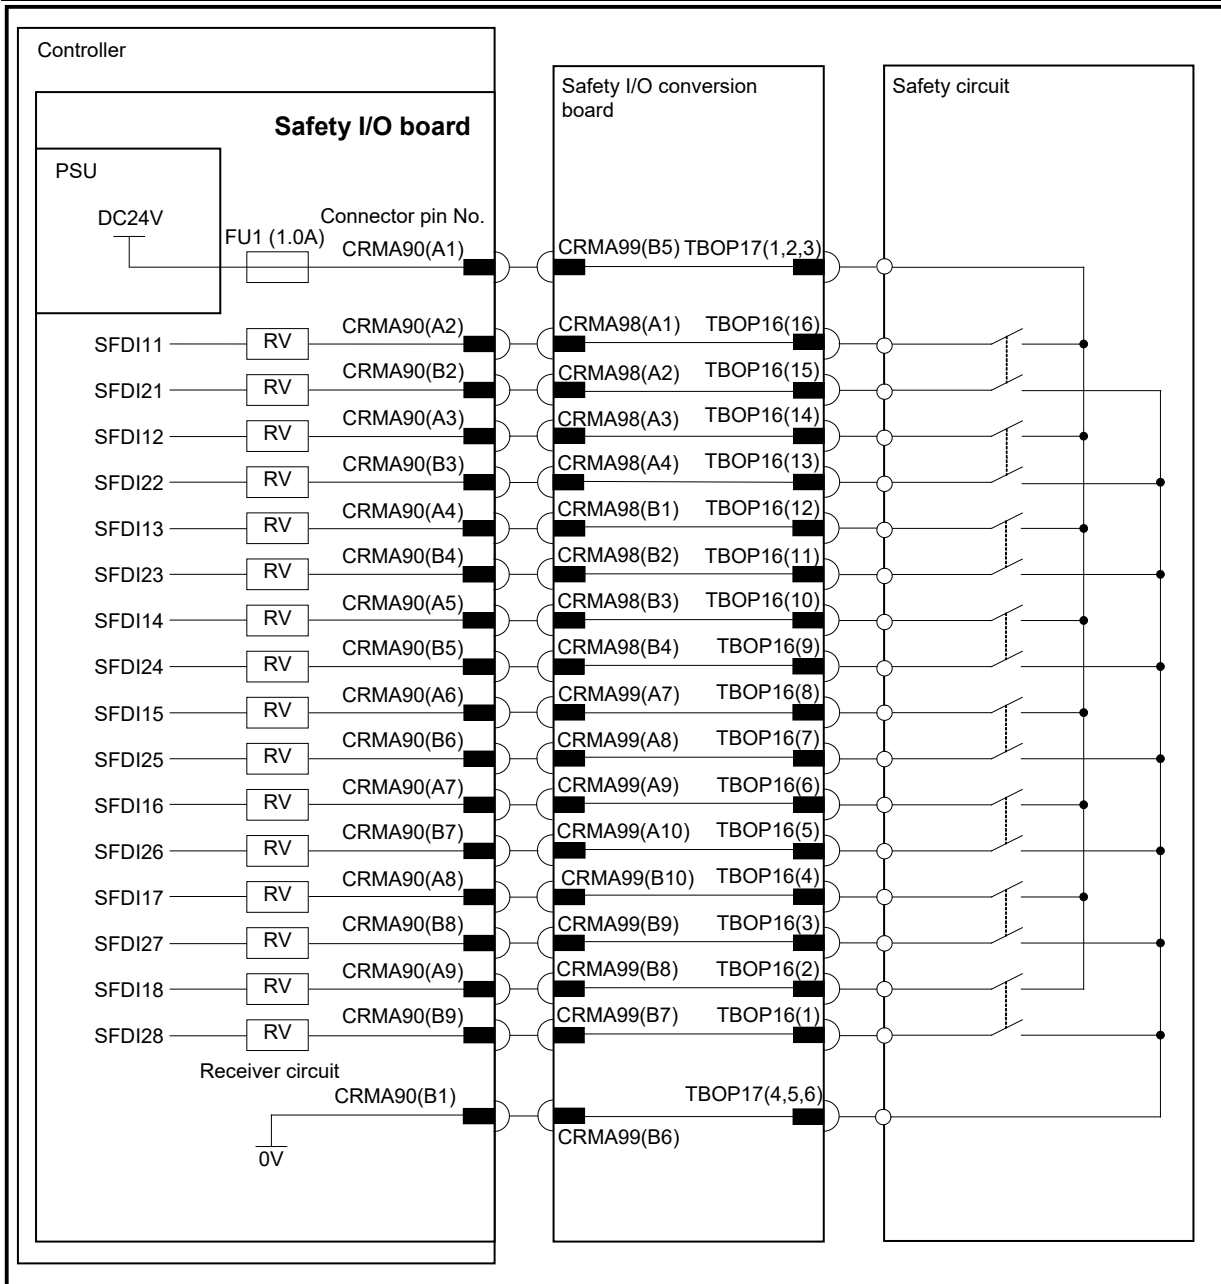 Controller
Safety I/O conversion
board
Safety circuit
Safety I/O board
PSU
DC24V
Connector pin No.
FU1 (1.0A)
CRMA90(A1)
CRMA99(B5)
TBOP17(1,2,3)
SFDI11
RV
CRMA90(A2)
CRMA98(A1)
TBOP16(16)
SFDI21
RV
CRMA90(B2)
CRMA98(A2)
TBOP16(15)
SFDI12
RV
CRMA90(A3)
CRMA98(A3)
TBOP16(14)
SFDI22
RV
CRMA90(B3)
CRMA98(A4)
TBOP16(13)
SFDI13
RV
CRMA90(A4)
CRMA98(B1)
TBOP16(12)
SFDI23
RV
CRMA90(B4)
CRMA98(B2)
TBOP16(11)
SFDI14
RV
CRMA90(A5)
CRMA98(B3)
TBOP16(10)
SFDI24
RV
CRMA90(B5)
CRMA98(B4)
TBOP16(9)
SFDI15
RV
CRMA90(A6)
CRMA99(A7)
TBOP16(8)
SFDI25
RV
CRMA90(B6)
CRMA99(A8)
TBOP16(7)
SFDI16
RV
CRMA90(A7)
CRMA99(A9)
TBOP16(6)
SFDI26
RV
CRMA90(B7)
CRMA99(A10)
TBOP16(5)
SFDI17
RV
CRMA90(A8)
CRMA99(B10)
TBOP16(4)
SFDI27
RV
CRMA90(B8)
CRMA99(B9)
TBOP16(3)
SFDI18
RV
CRMA90(A9)
CRMA99(B8)
TBOP16(2)
SFDI28
RV
CRMA90(B9)
CRMA99(B7)
TBOP16(1)
Receiver circuit
CRMA90(B1)
TBOP17(4,5,6)
CRMA99(B6)
0V